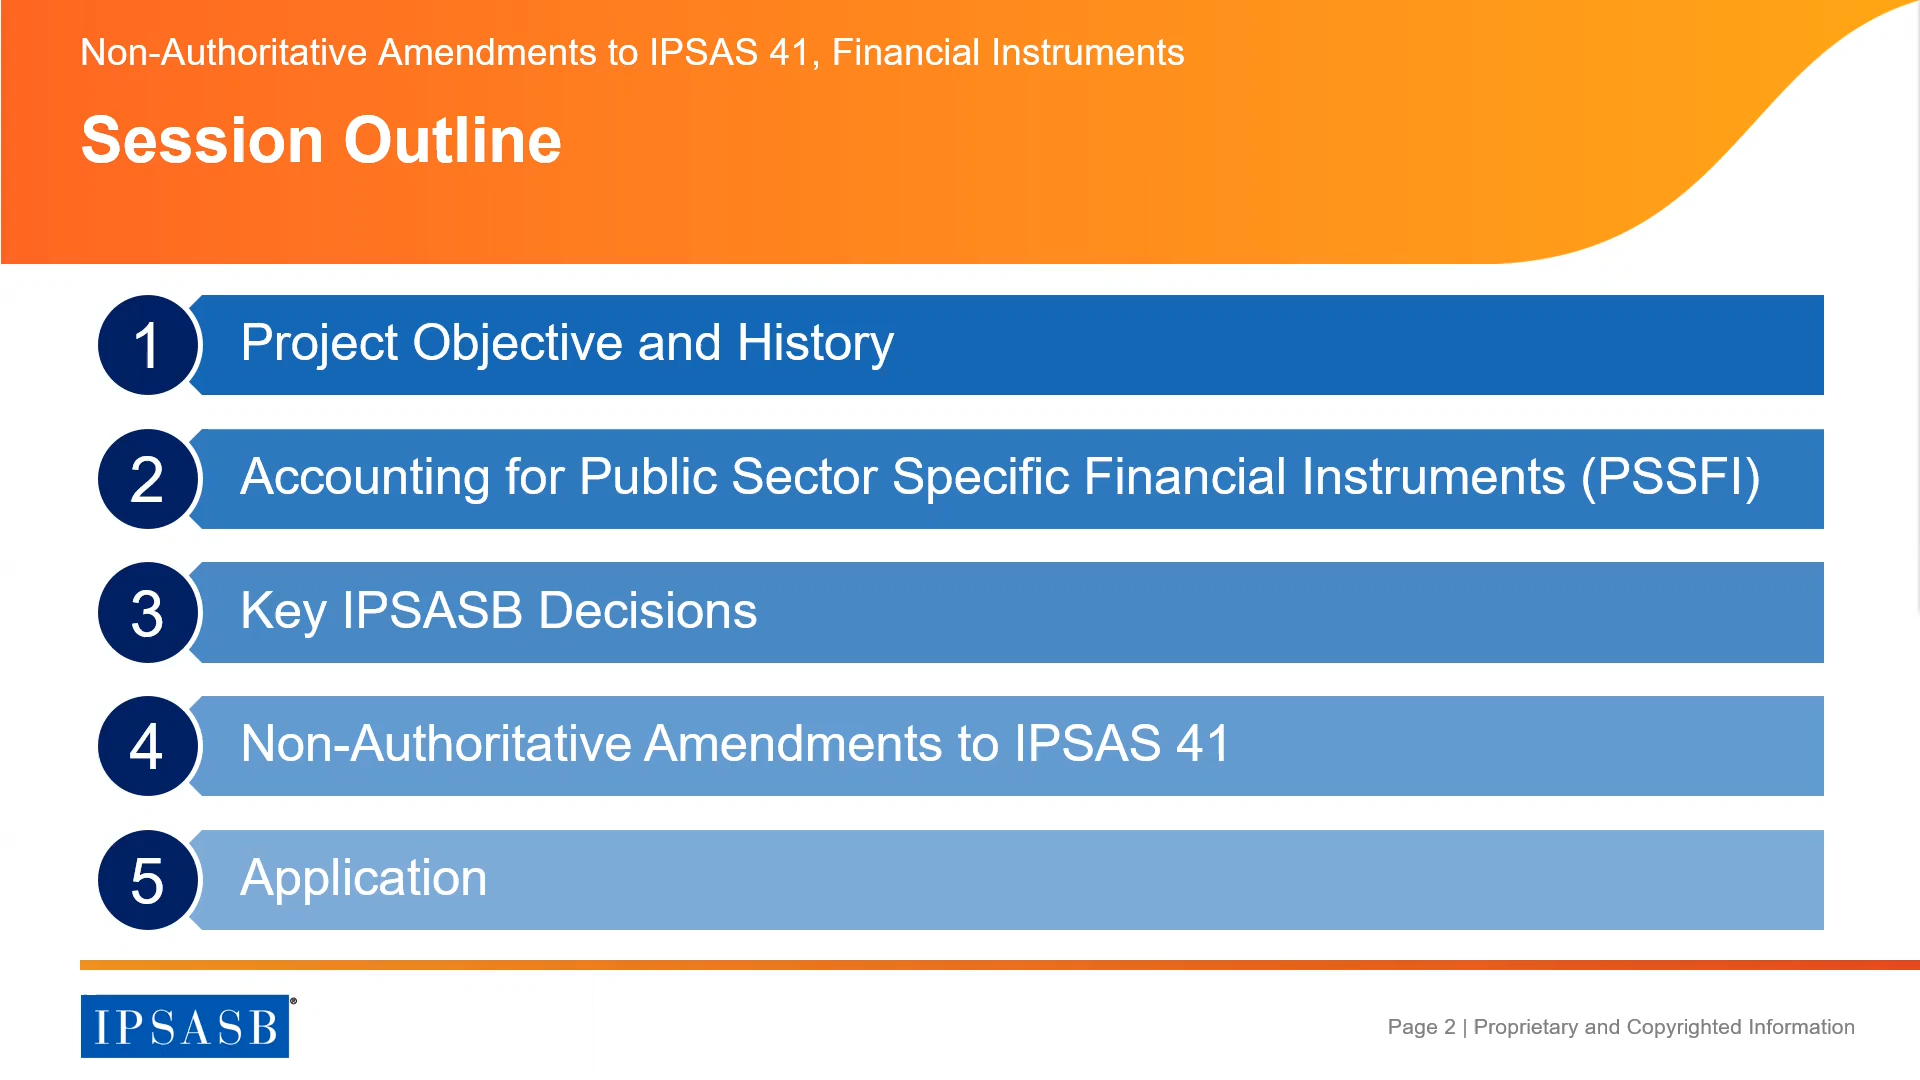 Non-Authoritative Amendments to IPSAS 41, Financial Instruments
Session Outline
1 Project Objective and History
2 Accounting for Public Sector Specific Financial Instruments (PSSFI)
3 Key IPSASB Decisions
4 Non-Authoritative Amendments to IPSAS 41
5 Application
IPSASB®
Page 2 | Proprietary and Copyrighted Information